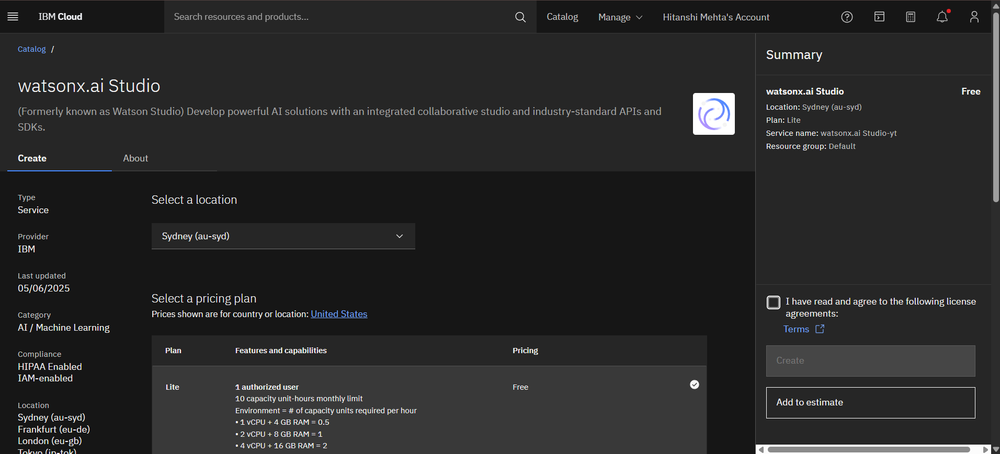 IBM Cloud
Search resources and products...
Catalog
Manage
Hitanshi Mehta's Account
Catalog /
watsonx.ai Studio
(Formerly known as Watson Studio) Develop powerful AI solutions with an integrated collaborative studio and industry-standard APIs and
SDKs.
Create
About
Type
Service
Provider
IBM
Last updated
05/06/2025
Category
AI / Machine Learning
Compliance
HIPAA Enabled
IAM-enabled
Location
Sydney (au-syd)
Frankfurt (eu-de)
London (eu-gb)
Tokyo (jp-tok)
Select a location
Sydney (au-syd)
Select a pricing plan
Prices shown are for country or location: United States
Plan
Features and capabilities
Pricing
Lite
1 authorized user
10 capacity unit-hours monthly limit
Environment = # of capacity units required per hour
• 1 vCPU + 4 GB RAM = 0.5
• 2 vCPU + 8 GB RAM = 1
• 4 vCPU + 16 GB RAM = 2
Free
Summary
watsonx.ai Studio
Free
Location: Sydney (au-syd)
Plan: Lite
Service name: watsonx.ai Studio-yt
Resource group: Default
I have read and agree to the following license
agreements:
Terms
Create
Add to estimate